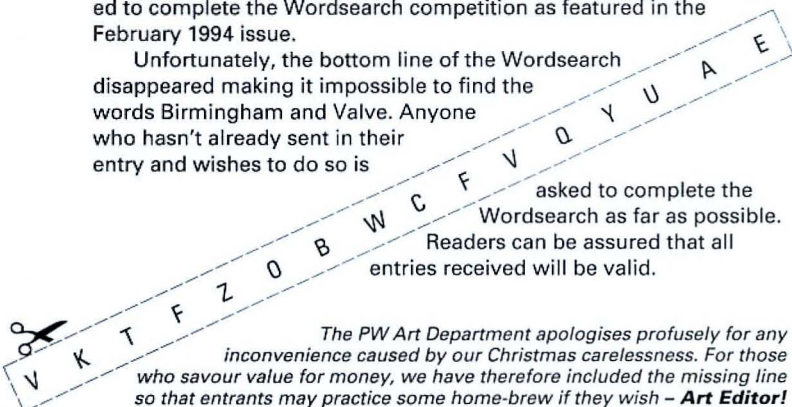 ed to complete the Wordsearch competition as featured in the
February 1994 issue.
Unfortunately, the bottom line of the Wordsearch
disappeared making it impossible to find the
words Birmingham and Valve. Anyone
who hasn't already sent in their
entry and wishes to do so is
asked to complete the
Wordsearch as far as possible.
Readers can be assured that all
entries received will be valid.
V K T F Z O B W C F V Q Y U A E
The PW Art Department apologises profusely for any
inconvenience caused by our Christmas carelessness. For those
who savour value for money, we have therefore included the missing line
so that entrants may practice some home-brew if they wish – Art Editor!